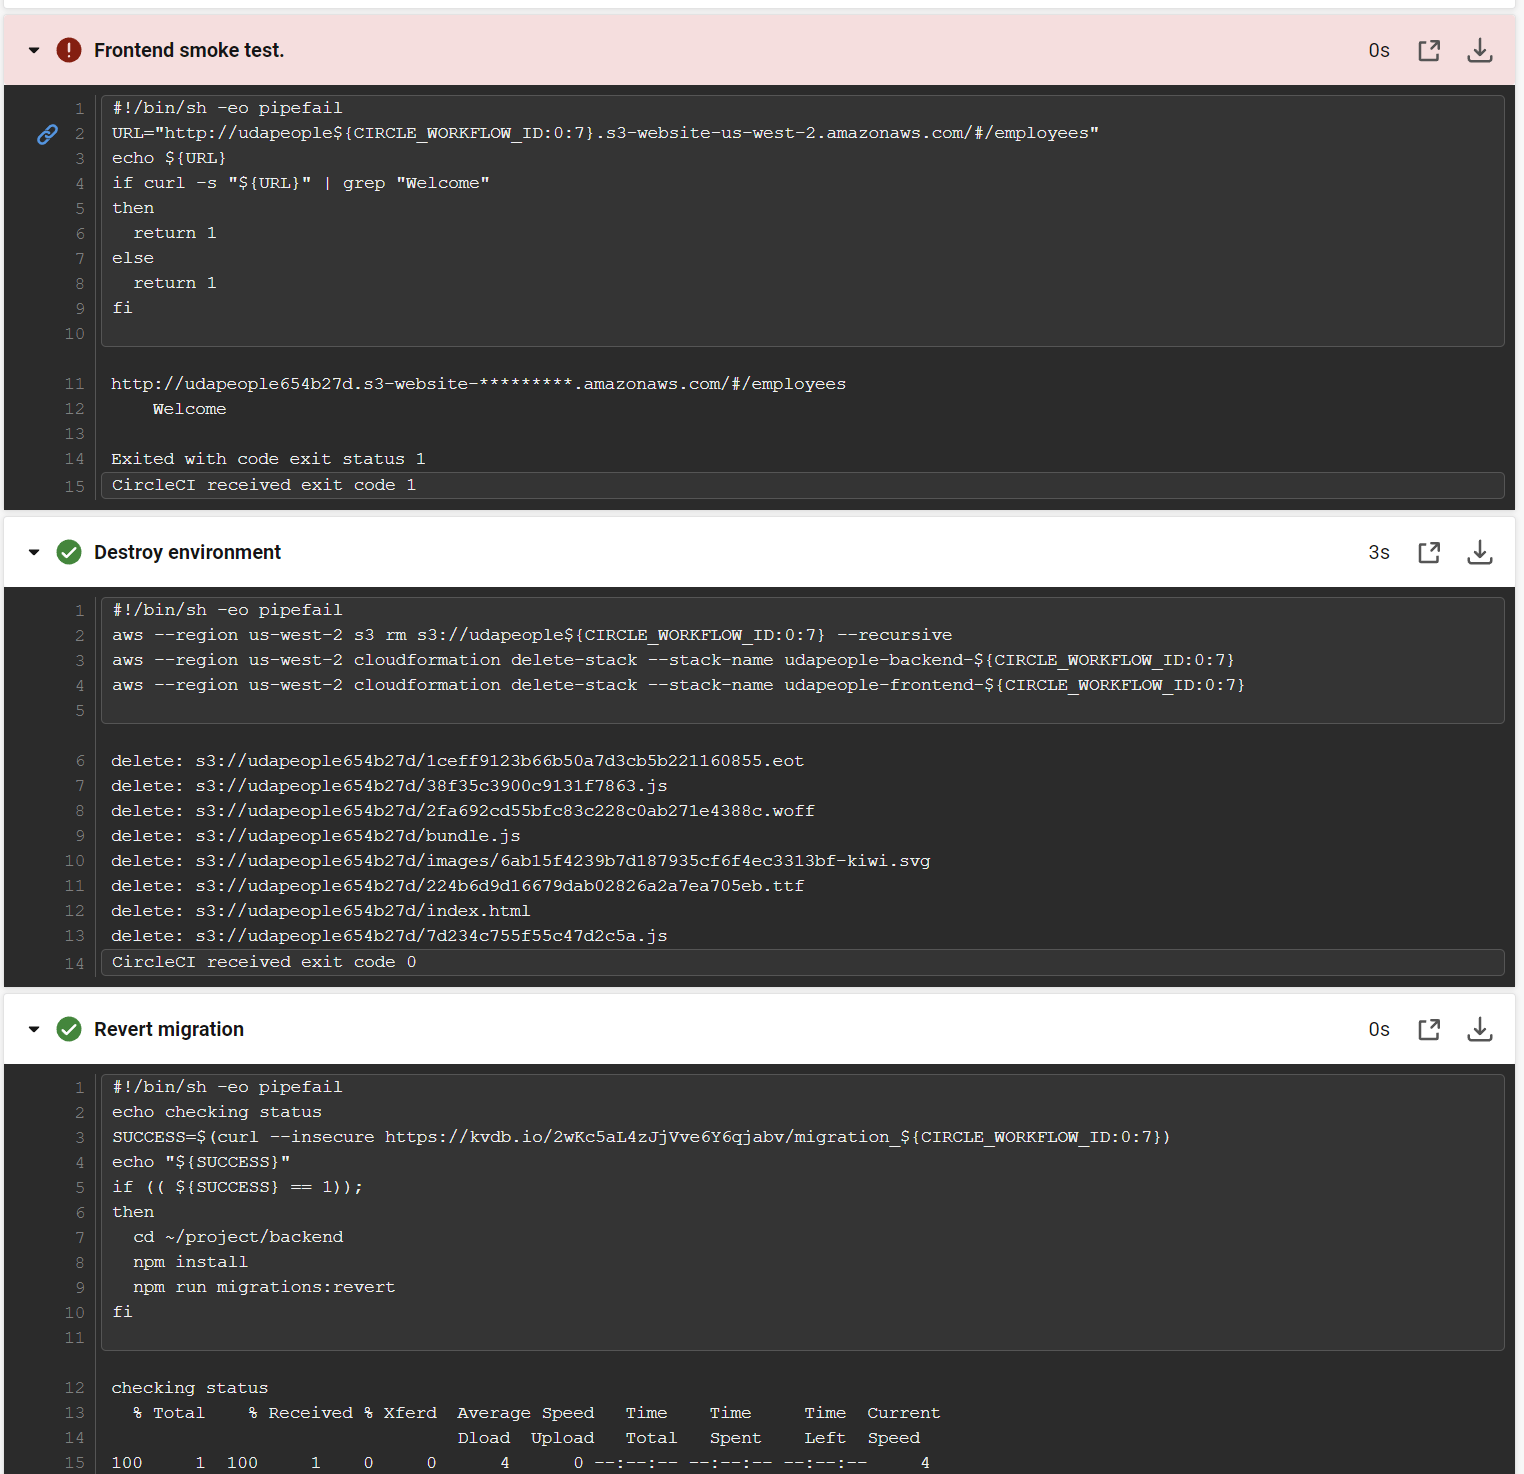 Frontend smoke test. 0s
1 #!/bin/sh -eo pipefail
2 URL="http://udapeople${CIRCLE_WORKFLOW_ID:0:7}.s3-website-us-west-2.amazonaws.com/#/employees"
3 echo ${URL}
4 if curl -s "${URL}" | grep "Welcome"
5 then
6   return 1
7 else
8   return 1
9 fi
10
11 http://udapeople654b27d.s3-website-*********.amazonaws.com/#/employees
12     Welcome
13
14 Exited with code exit status 1
15 CircleCI received exit code 1
Destroy environment 3s
1 #!/bin/sh -eo pipefail
2 aws --region us-west-2 s3 rm s3://udapeople${CIRCLE_WORKFLOW_ID:0:7} --recursive
3 aws --region us-west-2 cloudformation delete-stack --stack-name udapeople-backend-${CIRCLE_WORKFLOW_ID:0:7}
4 aws --region us-west-2 cloudformation delete-stack --stack-name udapeople-frontend-${CIRCLE_WORKFLOW_ID:0:7}
5
6 delete: s3://udapeople654b27d/1ceff9123b66b50a7d3cb5b221160855.eot
7 delete: s3://udapeople654b27d/38f35c3900c9131f7863.js
8 delete: s3://udapeople654b27d/2fa692cd55bfc83c228c0ab271e4388c.woff
9 delete: s3://udapeople654b27d/bundle.js
10 delete: s3://udapeople654b27d/images/6ab15f4239b7d187935cf6f4ec3313bf-kiwi.svg
11 delete: s3://udapeople654b27d/224b6d9d16679dab02826a2a7ea705eb.ttf
12 delete: s3://udapeople654b27d/index.html
13 delete: s3://udapeople654b27d/7d234c755f55c47d2c5a.js
14 CircleCI received exit code 0
Revert migration 0s
1 #!/bin/sh -eo pipefail
2 echo checking status
3 SUCCESS=$(curl --insecure https://kvdb.io/2wKc5aL4zJjVve6Y6qjabv/migration_${CIRCLE_WORKFLOW_ID:0:7})
4 echo "${SUCCESS}"
5 if (( ${SUCCESS} == 1));
6 then
7   cd ~/project/backend
8   npm install
9   npm run migrations:revert
10 fi
11
12 checking status
13   % Total    % Received % Xferd  Average Speed   Time    Time     Time  Current
14                                  Dload  Upload   Total   Spent    Left  Speed
15 100     1  100     1    0     0      4      0 --:--:-- --:--:-- --:--:--     4